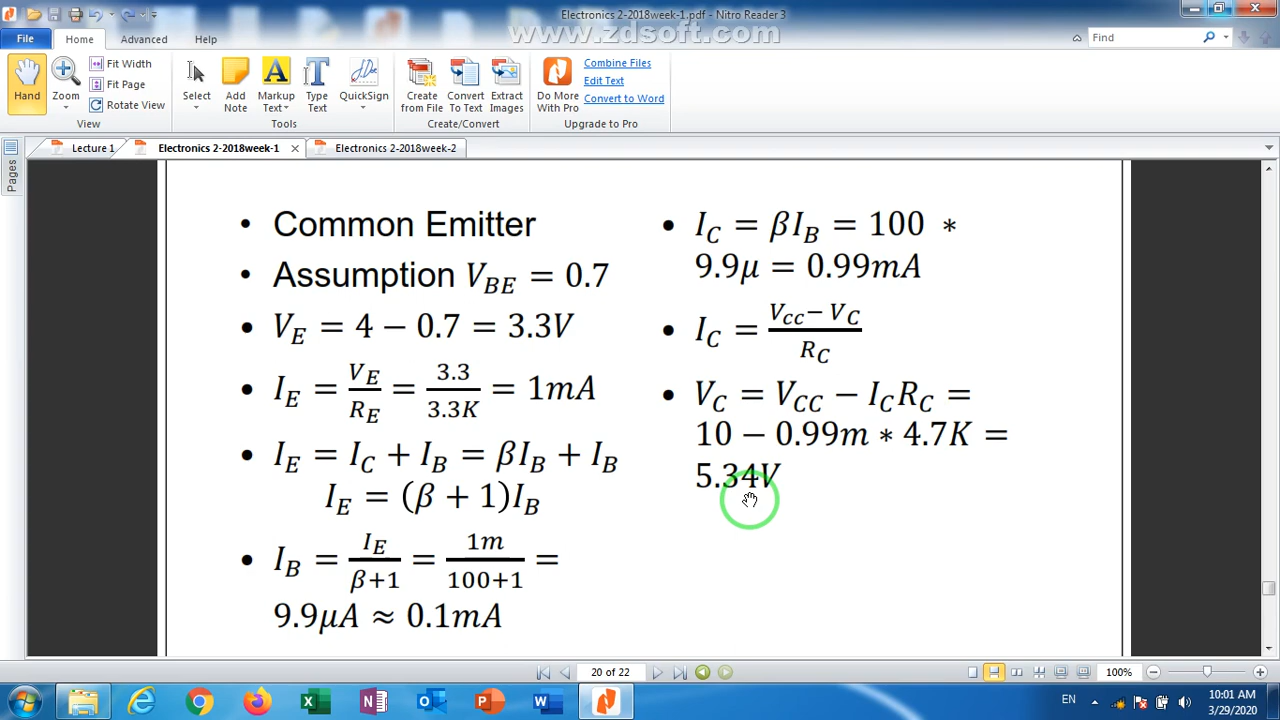 Electronics 2-2018week-1.pdf - Nitro Reader 3
www.zdsoft.com
File Home Advanced Help Find
Hand Zoom Fit Width Fit Page Rotate View Select Add Note Markup Text Type Text QuickSign Create from File Convert To Text Extract Images Do More With Pro Combine Files Edit Text Convert to Word
View Tools Create/Convert Upgrade to Pro
Lecture 1 Electronics 2-2018week-1 Electronics 2-2018week-2
Pages
• Common Emitter
• Assumption V_BE = 0.7
• V_E = 4 − 0.7 = 3.3V
• I_E = V_E/R_E = 3.3/3.3K = 1mA
• I_E = I_C + I_B = βI_B + I_B
I_E = (β + 1)I_B
• I_B = I_E/β+1 = 1m/100+1 =
9.9μA ≈ 0.1mA
• I_C = βI_B = 100 ∗
9.9μ = 0.99mA
• I_C = V_cc− V_C/R_C
• V_C = V_CC − I_C R_C =
10 − 0.99m ∗ 4.7K =
5.34V
20 of 22 100%
EN 10:01 AM
3/29/2020